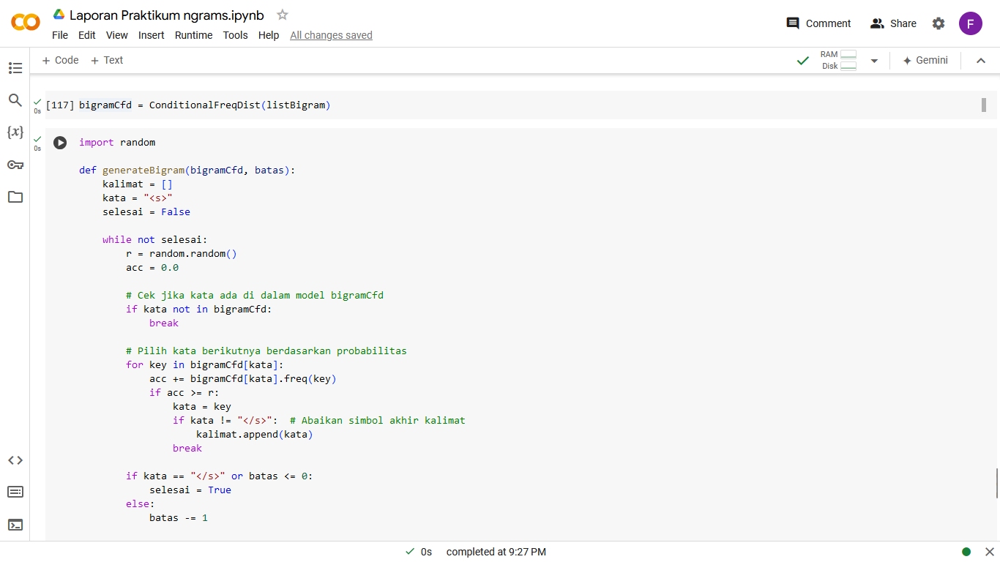 Laporan Praktikum ngrams.ipynb
File Edit View Insert Runtime Tools Help All changes saved
Comment Share F
+ Code + Text
RAM
Disk
Gemini
{x}
0s
[117] bigramCfd = ConditionalFreqDist(listBigram)
0s
import random
def generateBigram(bigramCfd, batas):
    kalimat = []
    kata = "<s>"
    selesai = False
    while not selesai:
        r = random.random()
        acc = 0.0
        # Cek jika kata ada di dalam model bigramCfd
        if kata not in bigramCfd:
            break
        # Pilih kata berikutnya berdasarkan probabilitas
        for key in bigramCfd[kata]:
            acc += bigramCfd[kata].freq(key)
            if acc >= r:
                kata = key
                if kata != "</s>":  # Abaikan simbol akhir kalimat
                    kalimat.append(kata)
                break
        if kata == "</s>" or batas <= 0:
            selesai = True
        else:
            batas -= 1
0s completed at 9:27 PM